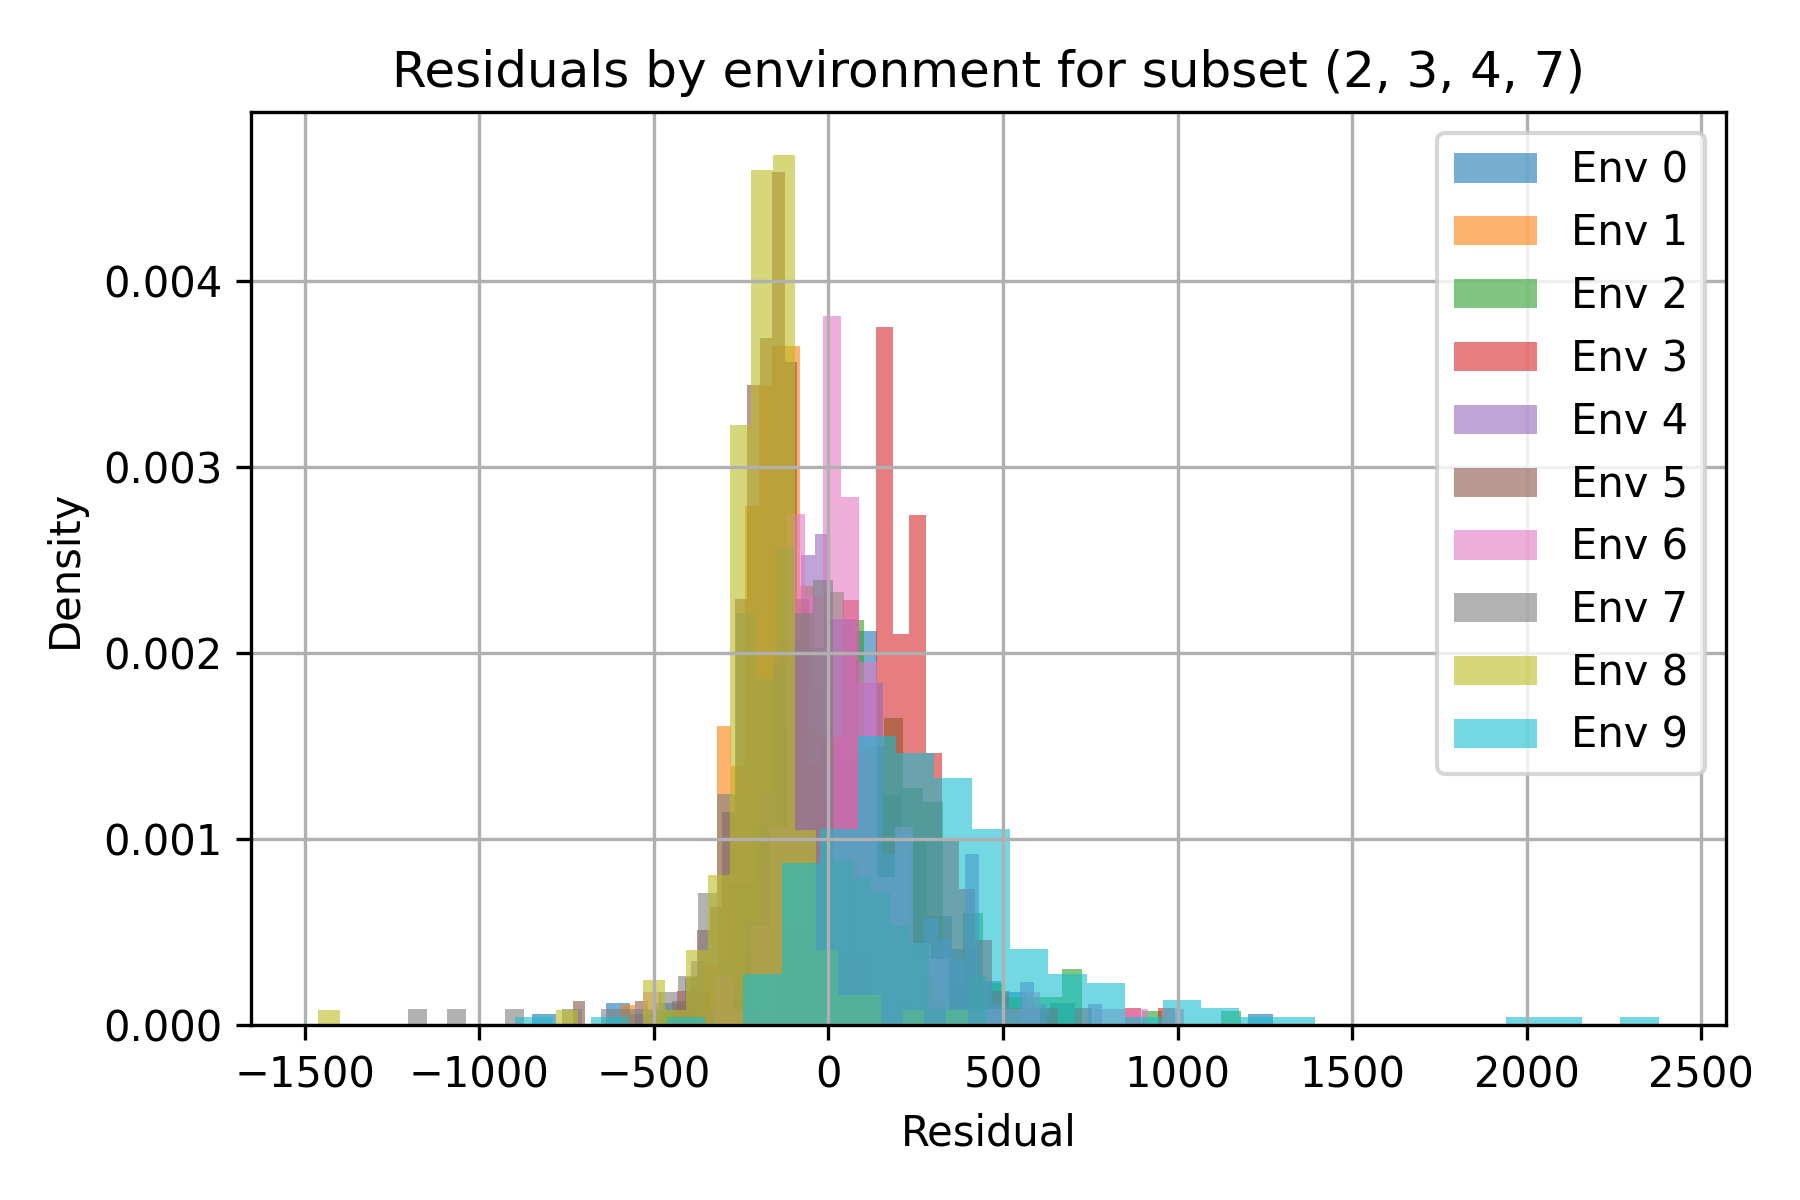 Residuals by environment for subset (2, 3, 4, 7)
Env 0
Env 1
Env 2
Env 3
Env 4
Env 5
Env 6
Env 7
Env 8
Env 9
Density
0.004
0.003
0.002
0.001
0.000
−1500 −1000 −500 0 500 1000 1500 2000 2500
Residual